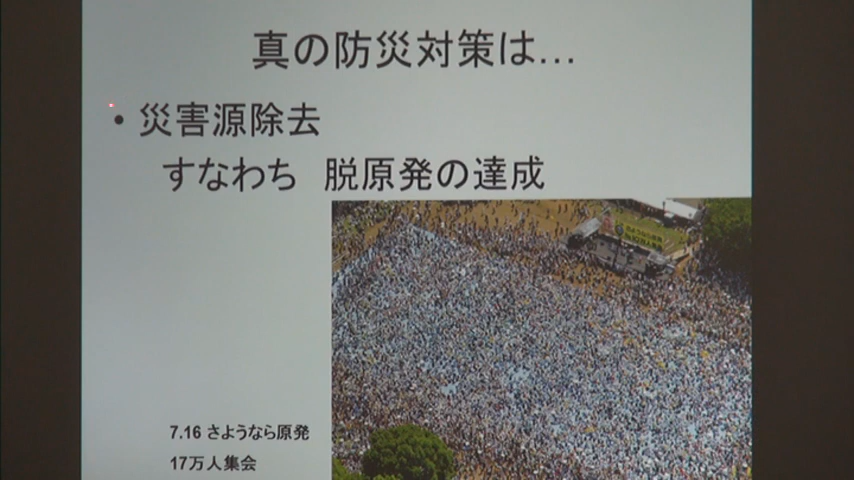 真の防災対策は…
・災害源除去
すなわち　脱原発の達成
7.16 さようなら原発
17万人集会